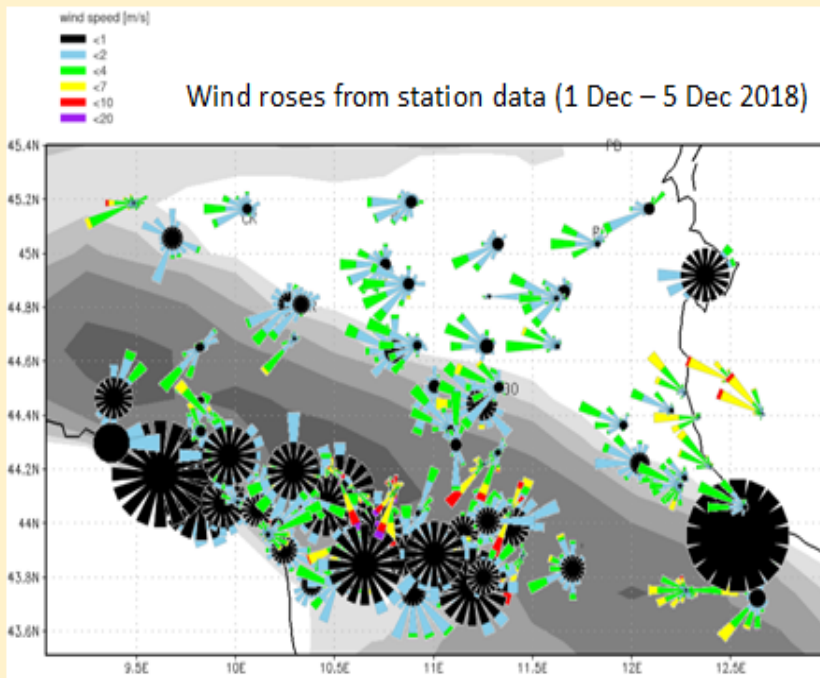 wind speed [m/s]
<1
<2
<4
<7
<10
<20
Wind roses from station data (1 Dec – 5 Dec 2018)
45.4N
45.2N
45N
44.8N
44.6N
44.4N
44.2N
44N
43.8N
43.6N
9.5E
10E
10.5E
11E
11.5E
12E
12.5E